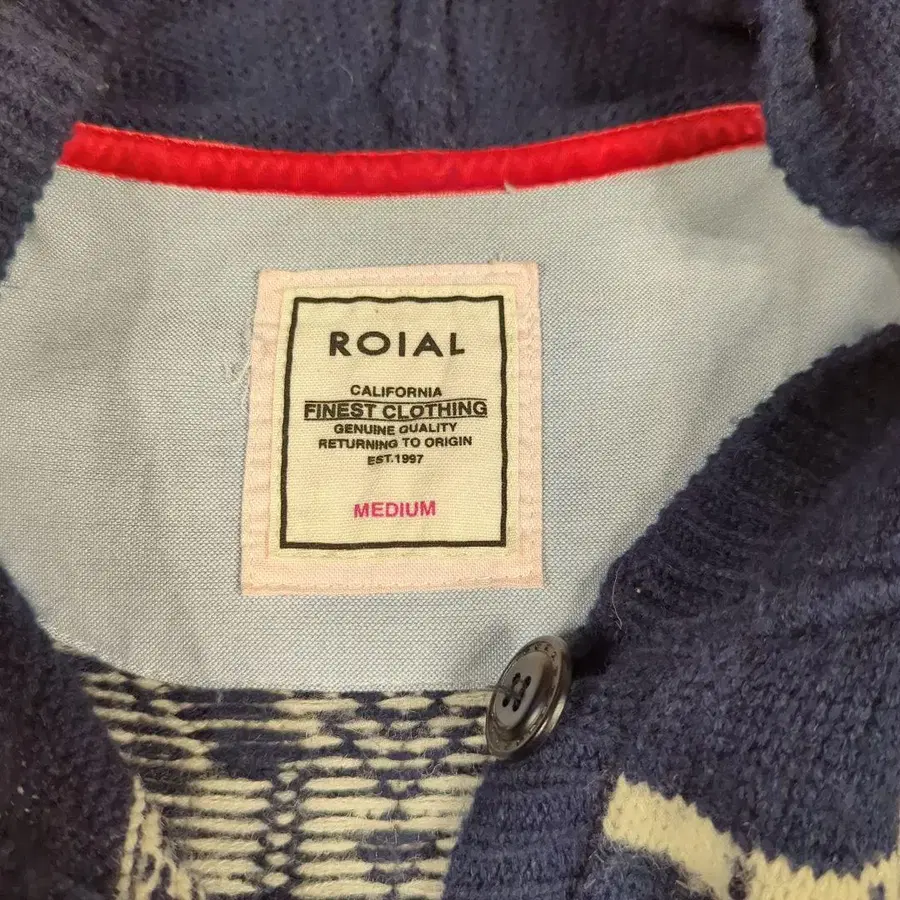 ROIAL
CALIFORNIA
FINEST CLOTHING
GENUINE QUALITY
RETURNING TO ORIGIN
EST.1997
MEDIUM